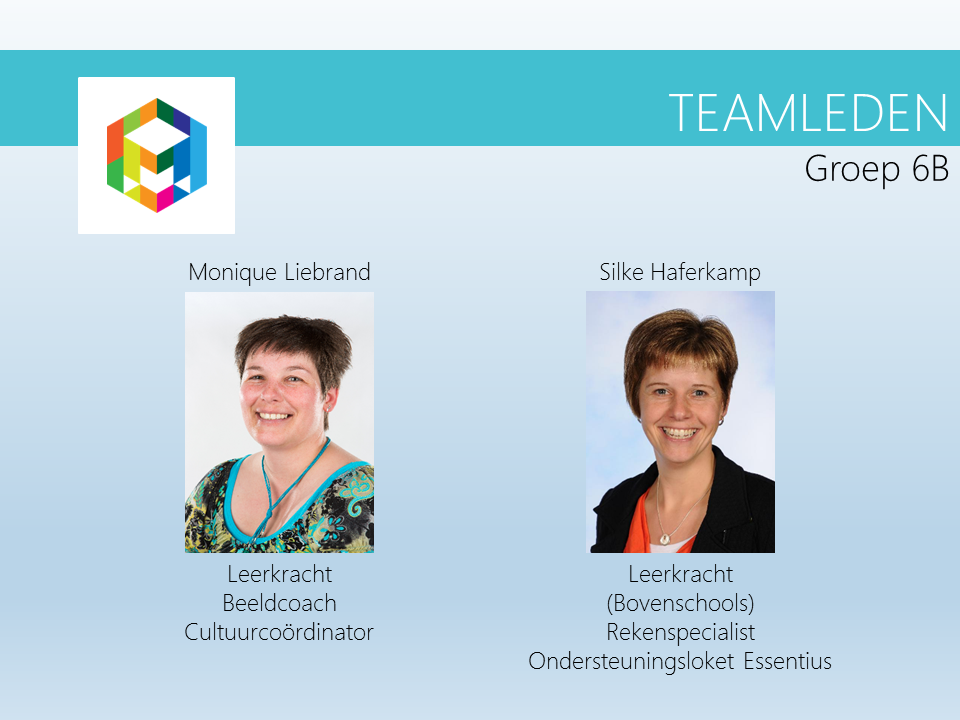 TEAMLEDEN
Groep 6B
Monique Liebrand
Leerkracht
Beeldcoach
Cultuurcoördinator
Silke Haferkamp
Leerkracht
(Bovenschools)
Rekenspecialist
Ondersteuningsloket Essentius